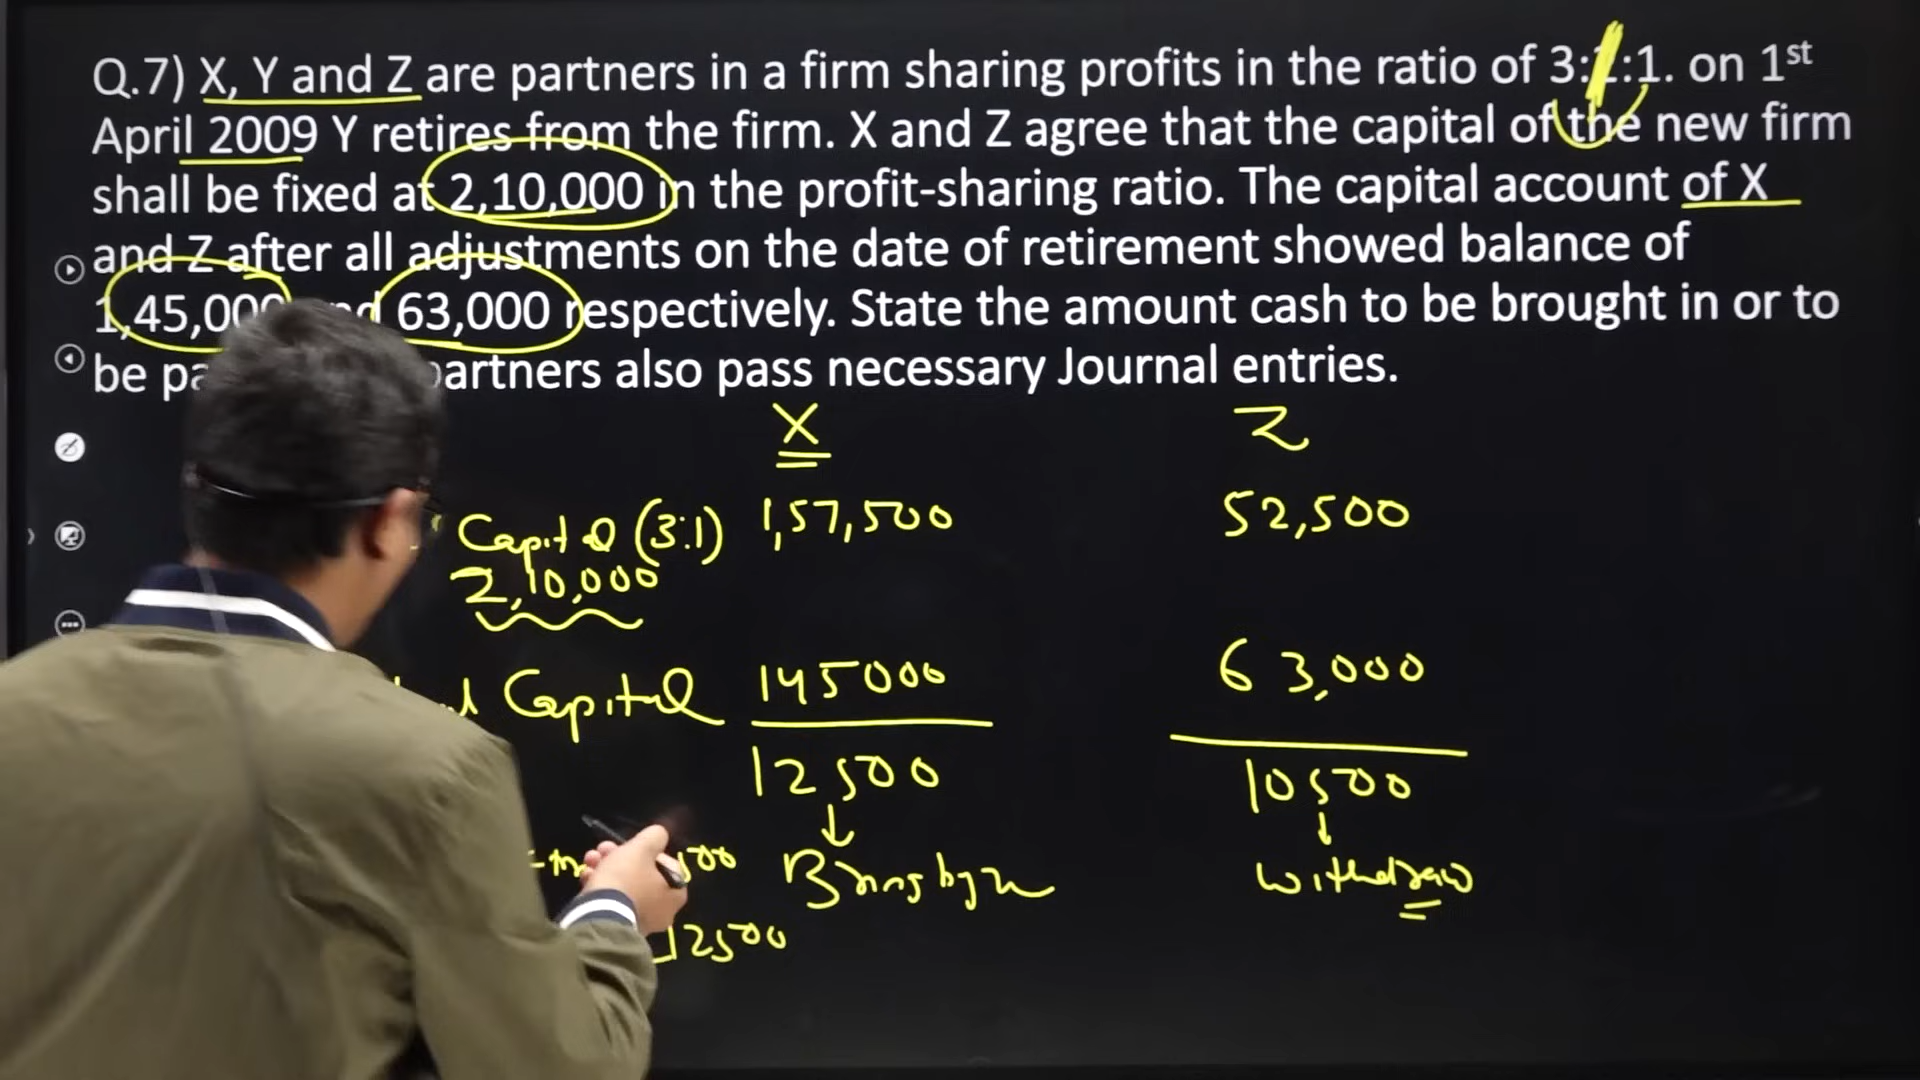 Q.7) X, Y and Z are partners in a firm sharing profits in the ratio of 3: :1. on 1st
April 2009 Y retires from the firm. X and Z agree that the capital of the new firm
shall be fixed at 2,10,000 in the profit-sharing ratio. The capital account of X
and Z after all adjustments on the date of retirement showed balance of
1,45,000 and 63,000 respectively. State the amount cash to be brought in or to
be partners also pass necessary Journal entries.
X Z
Capital (3:1) 1,57,500 52,500
2,10,000
Capital 145000 63,000
12500 10500
Withdraw
12500